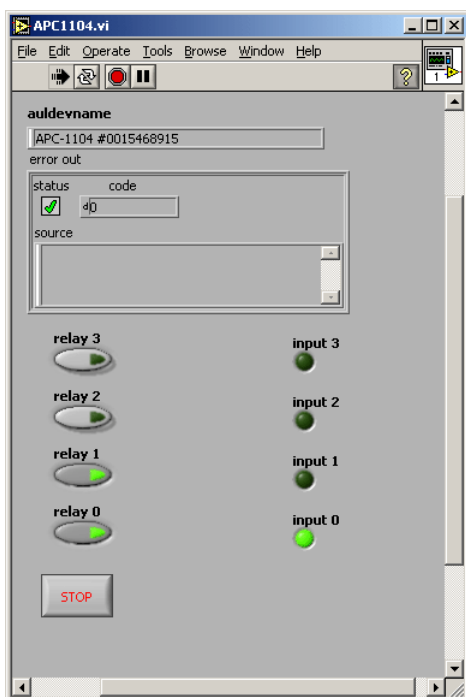 APC1104.vi
File Edit Operate Tools Browse Window Help
1
auldevname
APC-1104 #0015468915
error out
status code
d0
source
relay 3
input 3
relay 2
input 2
relay 1
input 1
relay 0
input 0
STOP